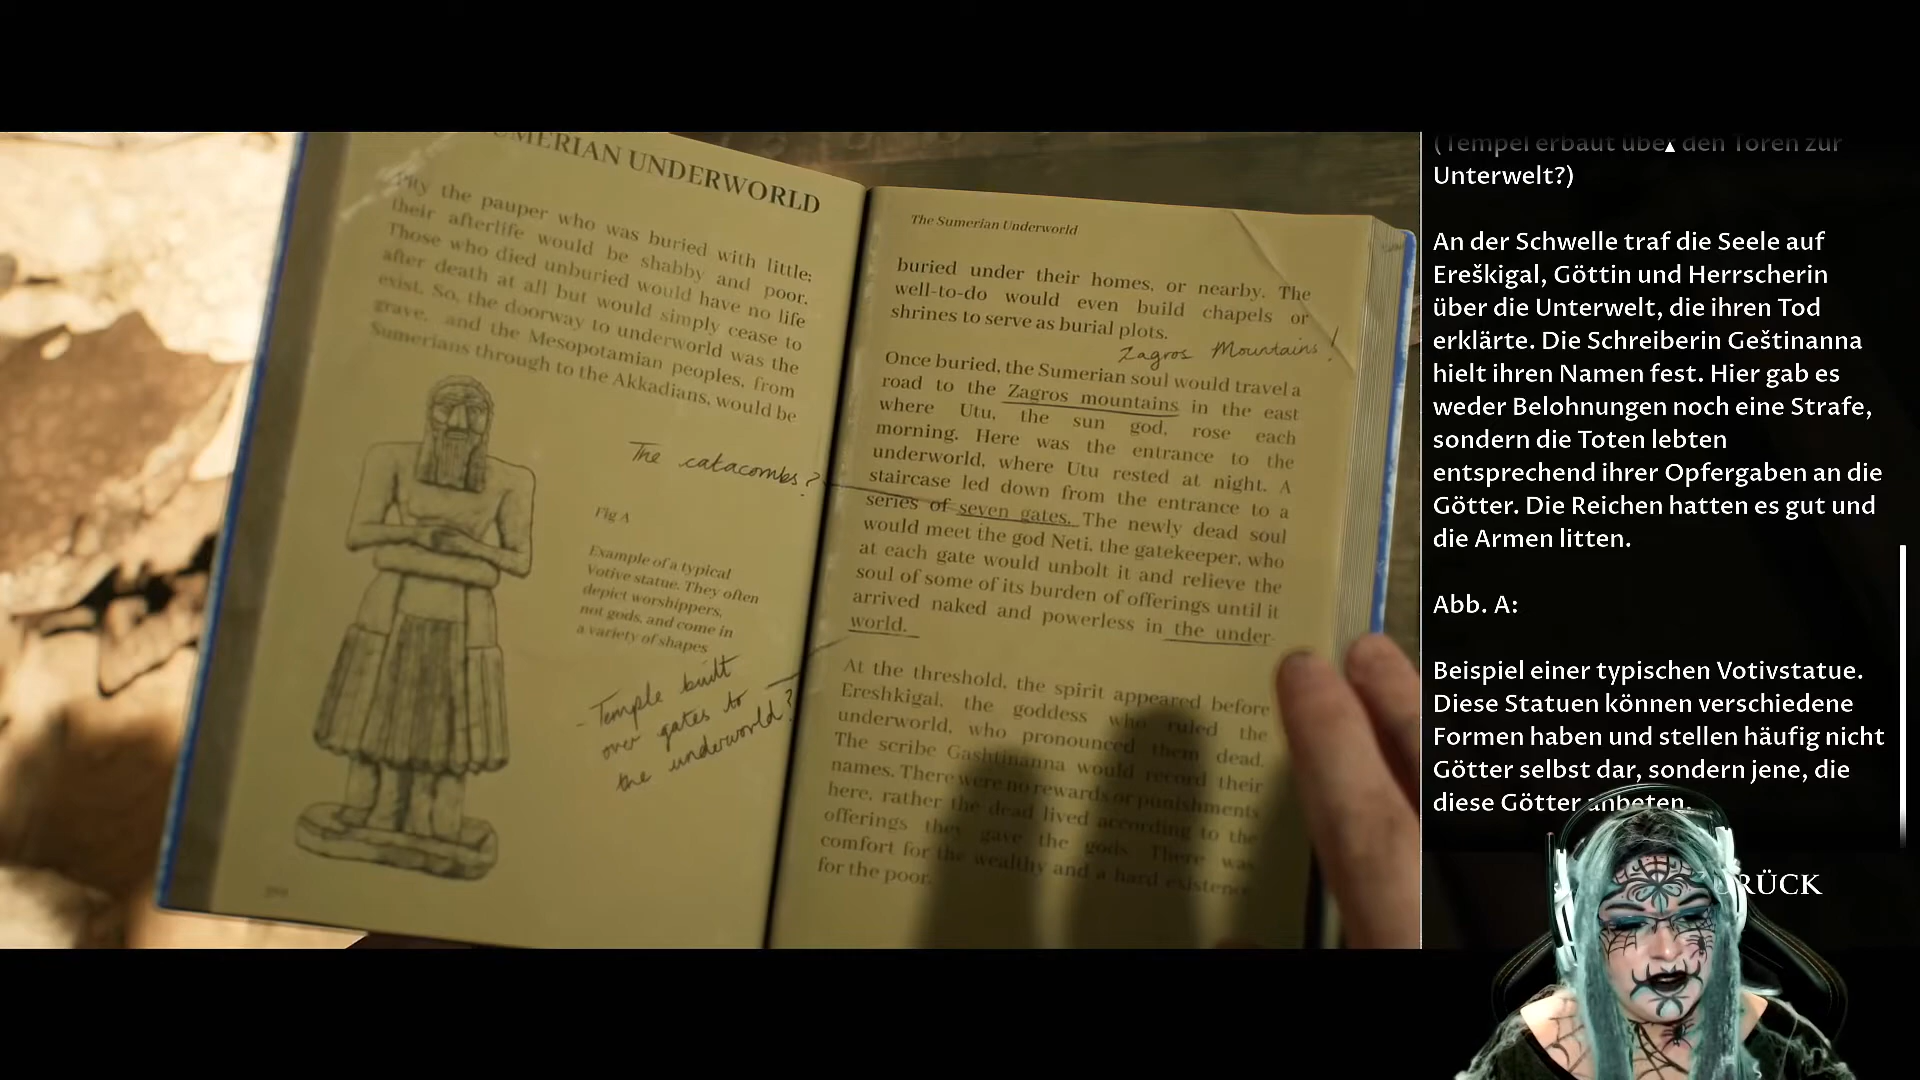 SUMERIAN UNDERWORLD
Pity the pauper who was buried with little;
their afterlife would be shabby and poor.
Those who died unburied would have no life
after death at all but would simply cease to
exist. So, the doorway to underworld was the
grave, and the Mesopotamian peoples, from
Sumerians through to the Akkadians, would be
The catacombs?
Fig A
Example of a typical
Votive statue. They often
depict worshippers,
not gods, and come in
a variety of shapes
- Temple built
over gates to
the underworld?
The Sumerian Underworld
buried under their homes, or nearby. The
well-to-do would even build chapels or
shrines to serve as burial plots.
Zagros Mountains!
Once buried, the Sumerian soul would travel a
road to the Zagros mountains in the east
where Utu, the sun god, rose each
morning. Here was the entrance to the
underworld, where Utu rested at night. A
staircase led down from the entrance to a
series of seven gates. The newly dead soul
would meet the god Neti, the gatekeeper, who
at each gate would unbolt it and relieve the
soul of some of its burden of offerings until it
arrived naked and powerless in the under-
world.
At the threshold, the spirit appeared before
Ereshkigal, the goddess who ruled the
underworld, who pronounced them dead.
The scribe Gashtinanna would record their
names. There were no rewards or punishments
here, rather the dead lived according to the
offerings they gave the gods. There was
comfort for the wealthy and a hard existence
for the poor.
(Tempel erbaut über den Toren zur
Unterwelt?)
An der Schwelle traf die Seele auf
Ereškigal, Göttin und Herrscherin
über die Unterwelt, die ihren Tod
erklärte. Die Schreiberin Geštinanna
hielt ihren Namen fest. Hier gab es
weder Belohnungen noch eine Strafe,
sondern die Toten lebten
entsprechend ihrer Opfergaben an die
Götter. Die Reichen hatten es gut und
die Armen litten.
Abb. A:
Beispiel einer typischen Votivstatue.
Diese Statuen können verschiedene
Formen haben und stellen häufig nicht
Götter selbst dar, sondern jene, die
diese Götter anbeten.
RÜCK